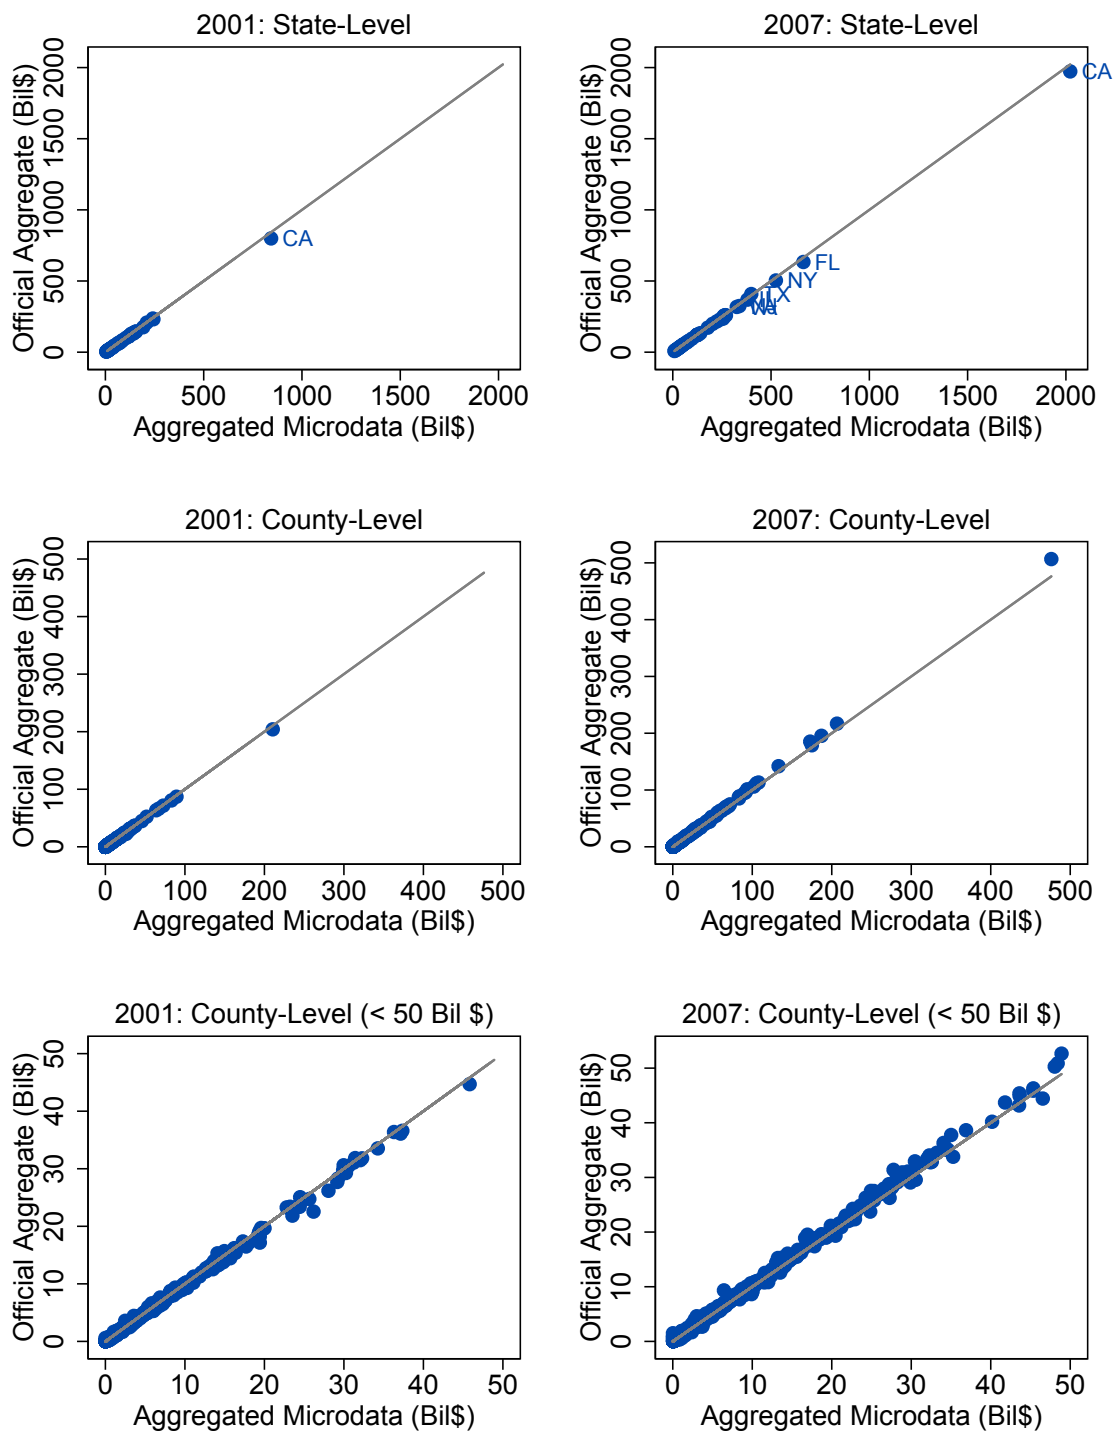 2001: State-Level
Official Aggregate (Bil$)
0 500 1000 1500 2000
CA
0 500 1000 1500 2000
Aggregated Microdata (Bil$)
2007: State-Level
Official Aggregate (Bil$)
0 500 1000 1500 2000
CA
FL
NY
TX
0 500 1000 1500 2000
Aggregated Microdata (Bil$)
2001: County-Level
Official Aggregate (Bil$)
0 100 200 300 400 500
0 100 200 300 400 500
Aggregated Microdata (Bil$)
2007: County-Level
Official Aggregate (Bil$)
0 100 200 300 400 500
0 100 200 300 400 500
Aggregated Microdata (Bil$)
2001: County-Level (< 50 Bil $)
Official Aggregate (Bil$)
0 10 20 30 40 50
0 10 20 30 40 50
Aggregated Microdata (Bil$)
2007: County-Level (< 50 Bil $)
Official Aggregate (Bil$)
0 10 20 30 40 50
0 10 20 30 40 50
Aggregated Microdata (Bil$)